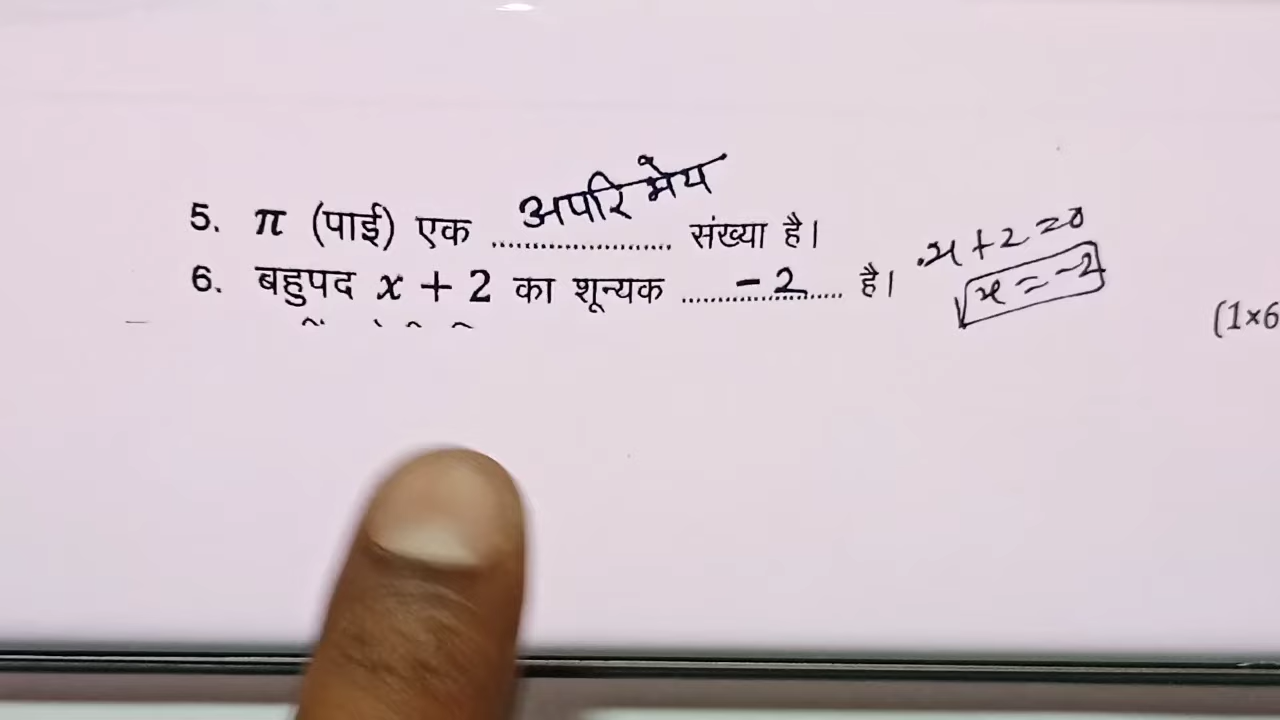 5. π (पाई) एक अपरिमेय संख्या है।
6. बहुपद x + 2 का शून्यक -2 है।
x + 2 = 0
x = -2
(1×6